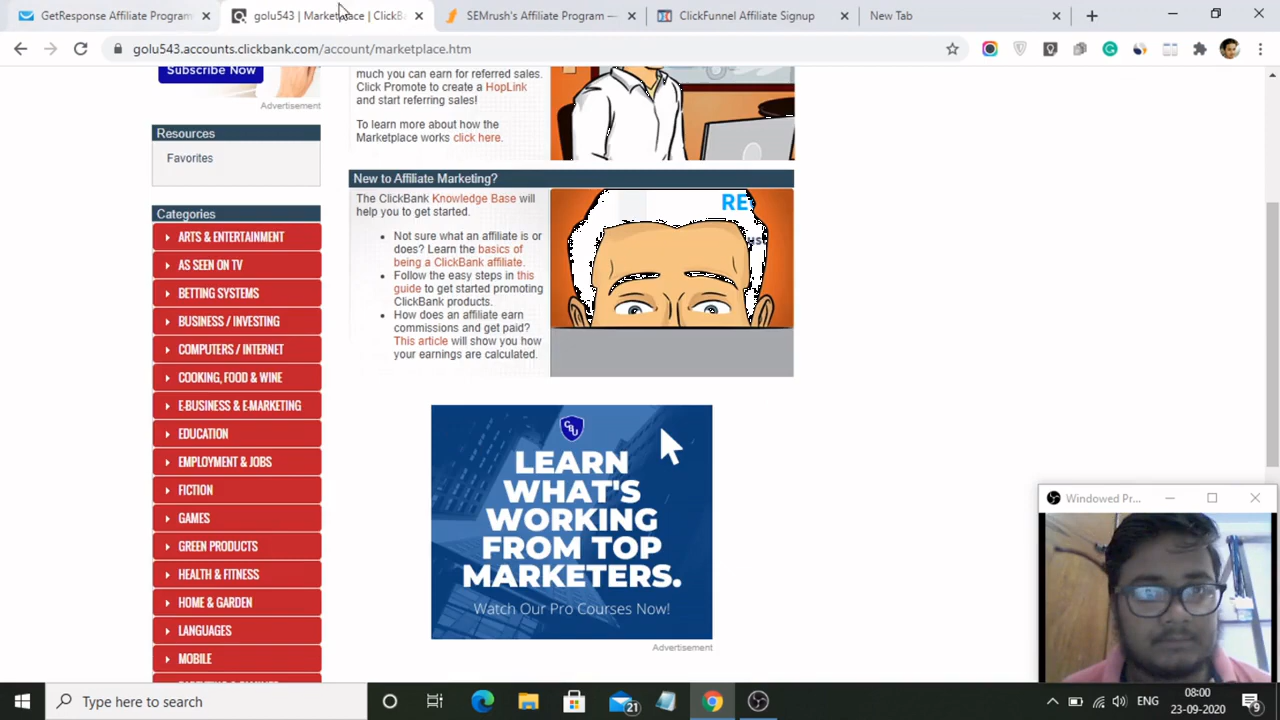 GetResponse Affiliate Program
golu543 | Marketplace | ClickBa
SEMrush's Affiliate Program —
ClickFunnel Affiliate Signup
New Tab
golu543.accounts.clickbank.com/account/marketplace.htm
Subscribe Now
Advertisement
Resources
Favorites
Categories
ARTS & ENTERTAINMENT
AS SEEN ON TV
BETTING SYSTEMS
BUSINESS / INVESTING
COMPUTERS / INTERNET
COOKING, FOOD & WINE
E-BUSINESS & E-MARKETING
EDUCATION
EMPLOYMENT & JOBS
FICTION
GAMES
GREEN PRODUCTS
HEALTH & FITNESS
HOME & GARDEN
LANGUAGES
MOBILE
much you can earn for referred sales.
Click Promote to create a HopLink
and start referring sales!
To learn more about how the
Marketplace works click here.
New to Affiliate Marketing?
The ClickBank Knowledge Base will
help you to get started.
Not sure what an affiliate is or
does? Learn the basics of
being a ClickBank affiliate.
Follow the easy steps in this
guide to get started promoting
ClickBank products.
How does an affiliate earn
commissions and get paid?
This article will show you how
your earnings are calculated.
RE
us
CBU
LEARN
WHAT'S
WORKING
FROM TOP
MARKETERS.
Watch Our Pro Courses Now!
Advertisement
Windowed Pr...
Type here to search
21
ENG
08:00
23-09-2020
9